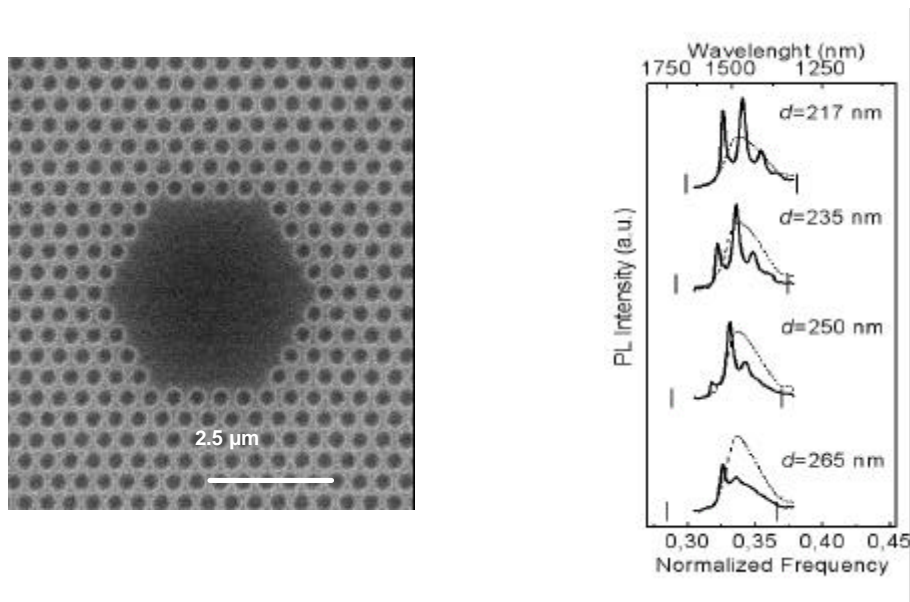 2.5 µm
Wavelenght (nm)
1750 1500 1250
d=217 nm
d=235 nm
d=250 nm
d=265 nm
PL Intensity (a.u.)
0,30 0,35 0,40 0,45
Normalized Frequency